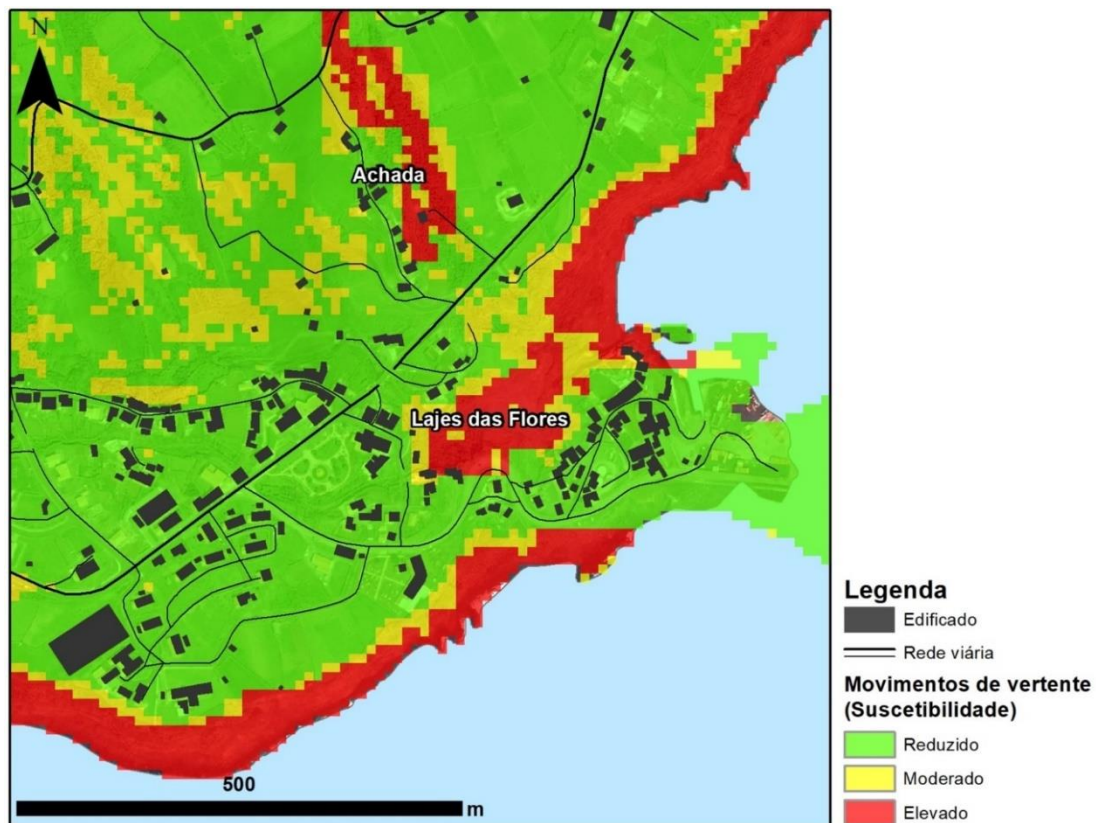 N
Achada
Lajes das Flores
500
m
Legenda
Edificado
Rede viária
Movimentos de vertente
(Suscetibilidade)
Reduzido
Moderado
Elevado